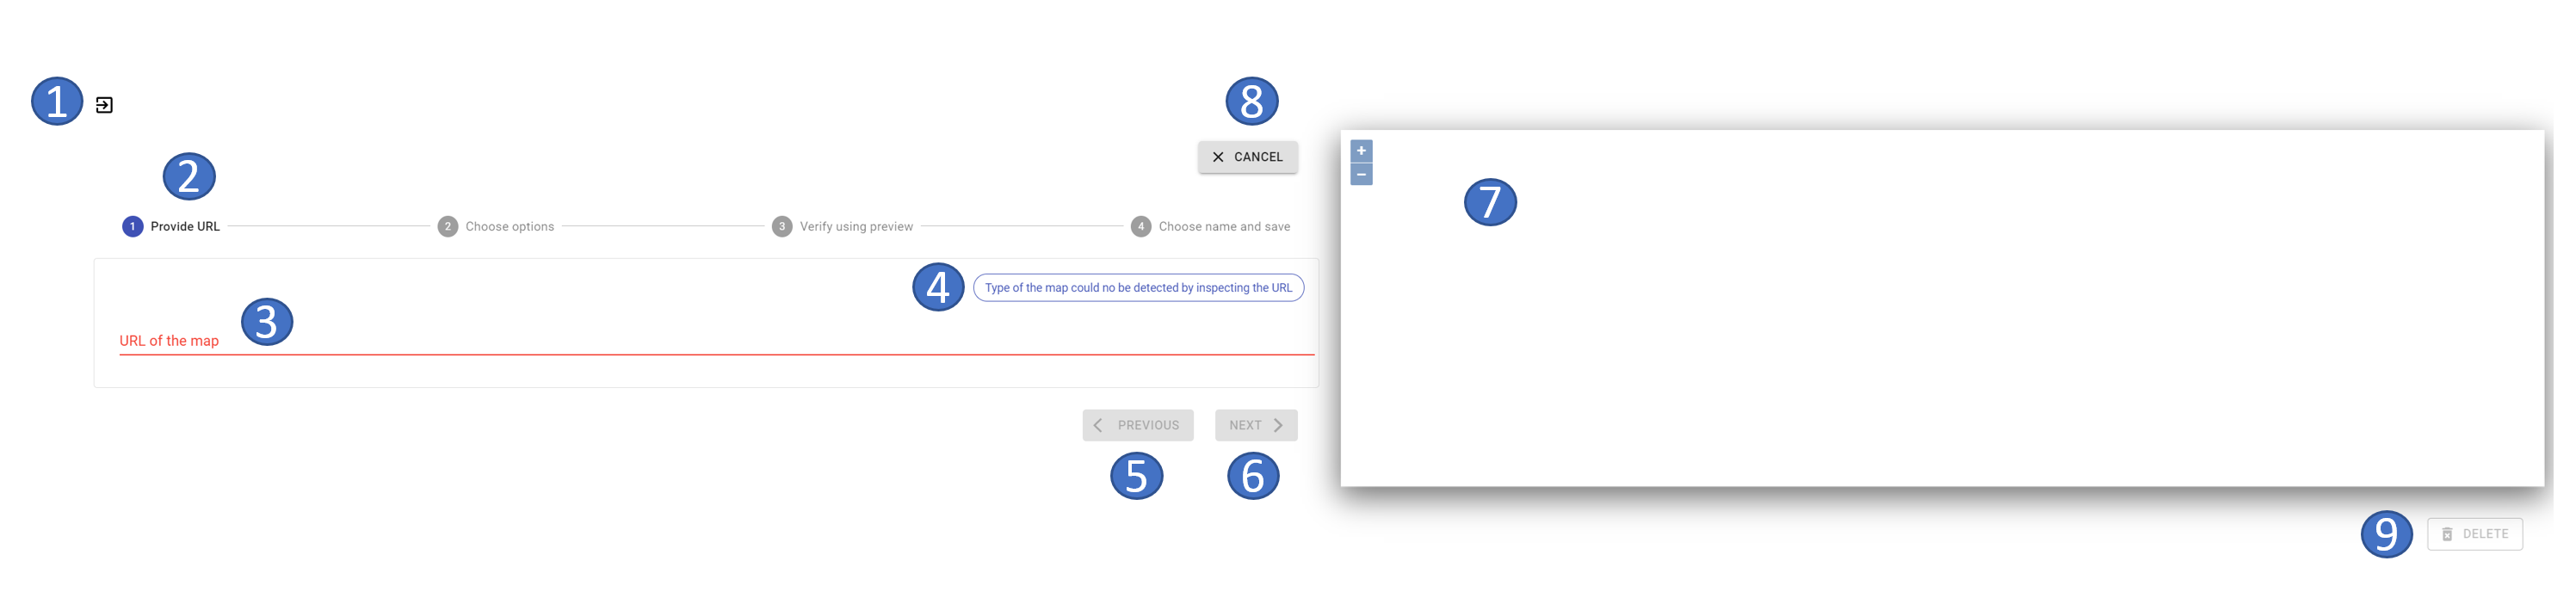 1
8
CANCEL
2
+
−
7
1 Provide URL
2 Choose options
3 Verify using preview
4 Choose name and save
4
Type of the map could no be detected by inspecting the URL
3
URL of the map
PREVIOUS
NEXT
5
6
9
DELETE